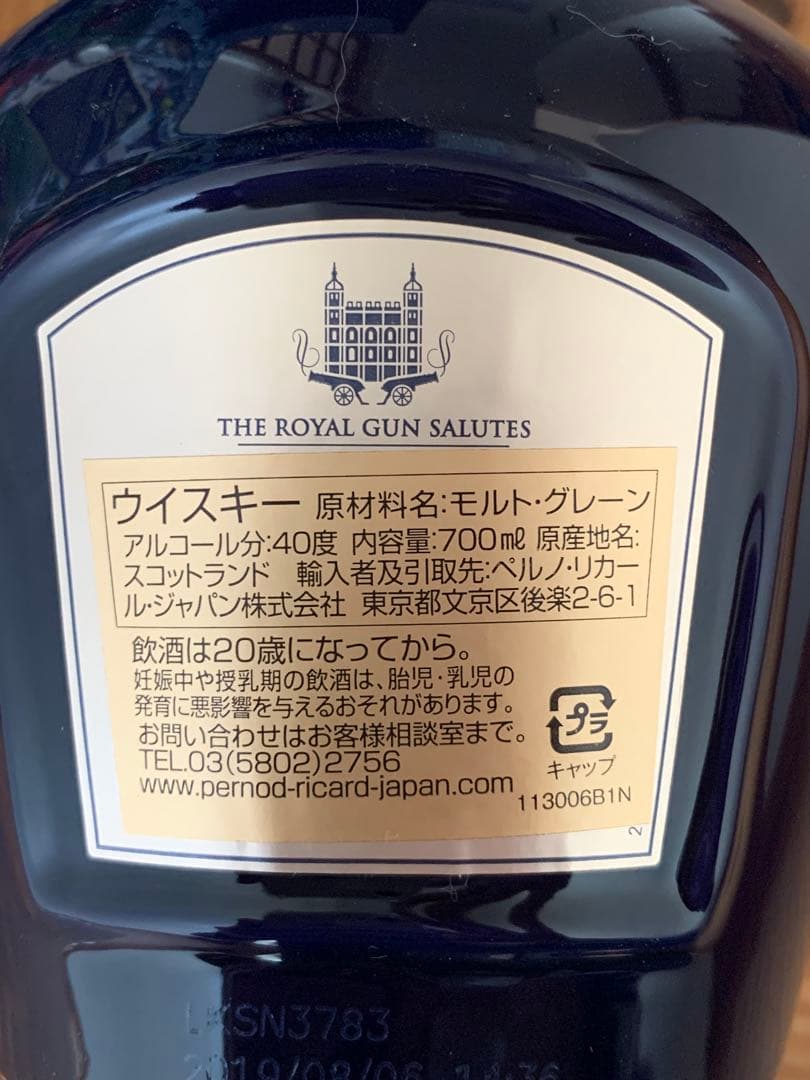 THE ROYAL GUN SALUTES
ウイスキー 原材料名:モルト・グレーン
アルコール分:40度 内容量:700㎖ 原産地名:
スコットランド 輸入者及引取先:ペルノ・リカー
ル・ジャパン株式会社 東京都文京区後楽2-6-1
飲酒は20歳になってから。
妊娠中や授乳期の飲酒は、胎児・乳児の
発育に悪影響を与えるおそれがあります。
お問い合わせはお客様相談室まで。
TEL.03(5802)2756
www.pernod-ricard-japan.com
プラ
キャップ
113006B1N
2
LKSN3783
2019/08/06